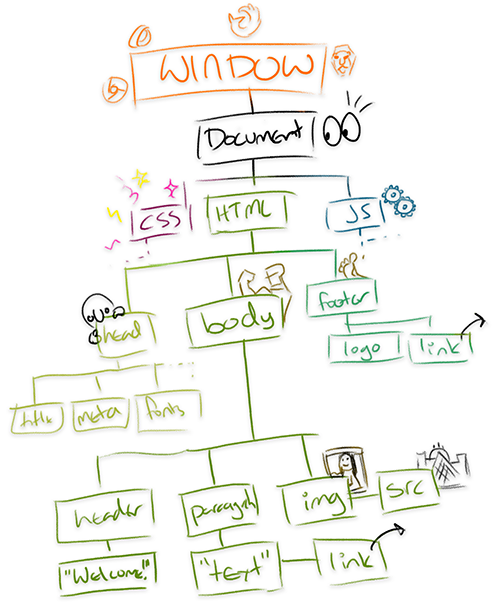 WINDOW
Document
CSS HTML JS
head body footer
logo link
title meta fonts
header paragraph img src
"Welcome!" "text" link